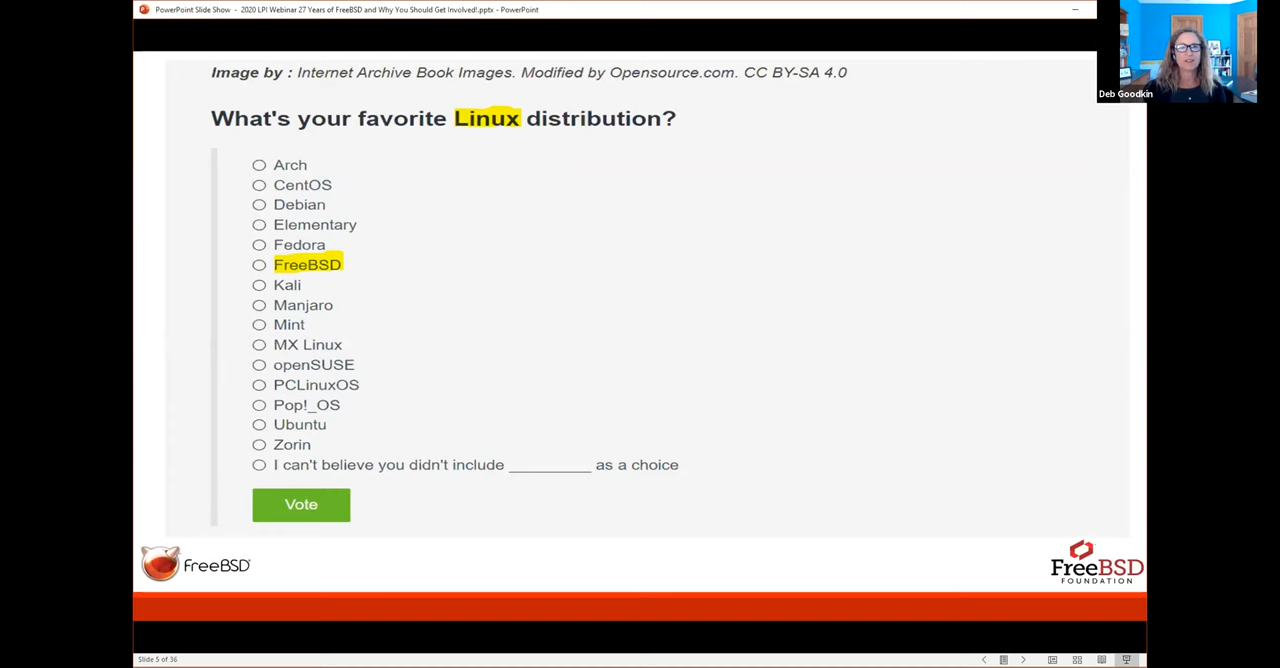 PowerPoint Slide Show - 2020 LPI Webinar 27 Years of FreeBSD and Why You Should Get Involved!.pptx - PowerPoint
Deb Goodkin
Image by : Internet Archive Book Images. Modified by Opensource.com. CC BY-SA 4.0
What's your favorite Linux distribution?
Arch
CentOS
Debian
Elementary
Fedora
FreeBSD
Kali
Manjaro
Mint
MX Linux
openSUSE
PCLinuxOS
Pop!_OS
Ubuntu
Zorin
I can't believe you didn't include __________ as a choice
Vote
FreeBSD
FreeBSD
FOUNDATION
Slide 5 of 36